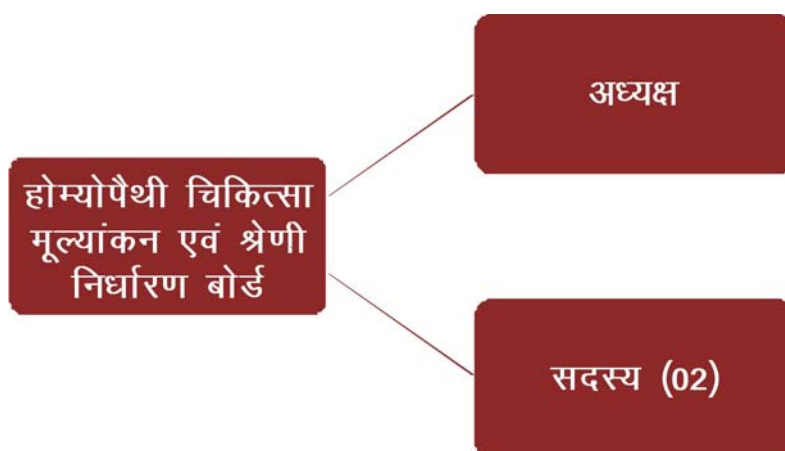 होम्योपैथी चिकित्सा
मूल्यांकन एवं श्रेणी
निर्धारण बोर्ड
अध्यक्ष
सदस्य (02)